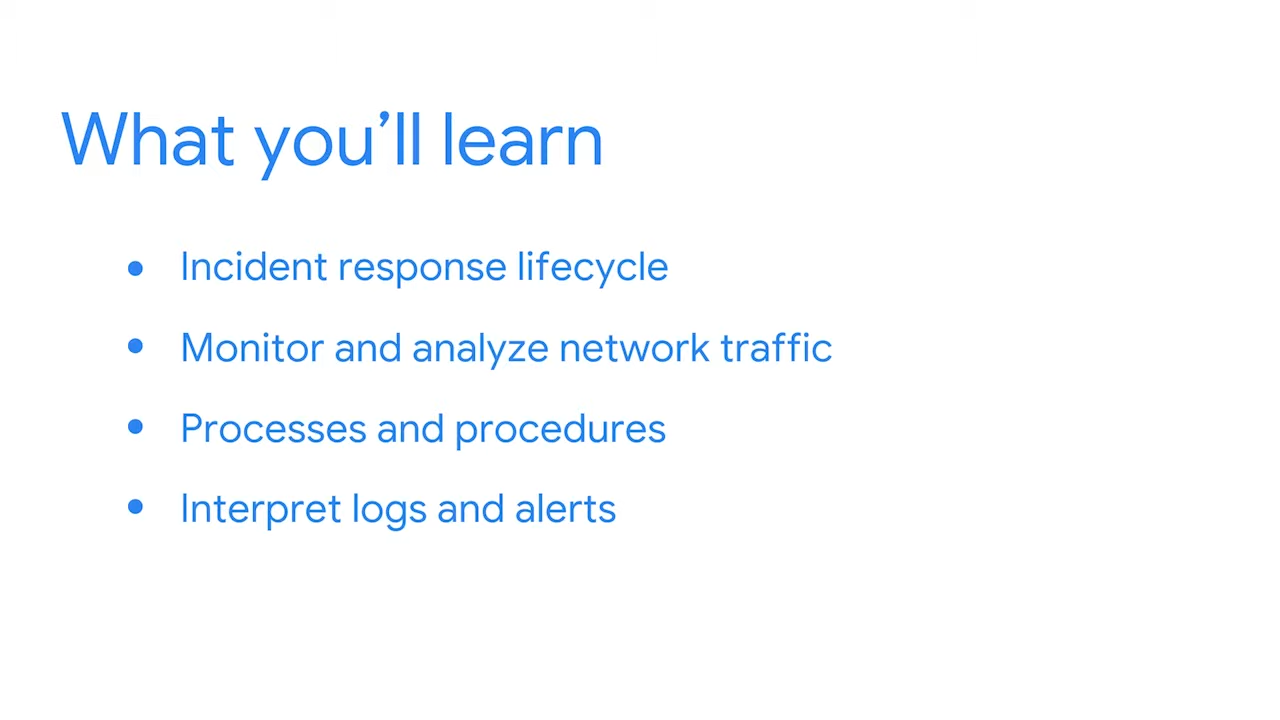 What you’ll learn
• Incident response lifecycle
• Monitor and analyze network traffic
• Processes and procedures
• Interpret logs and alerts